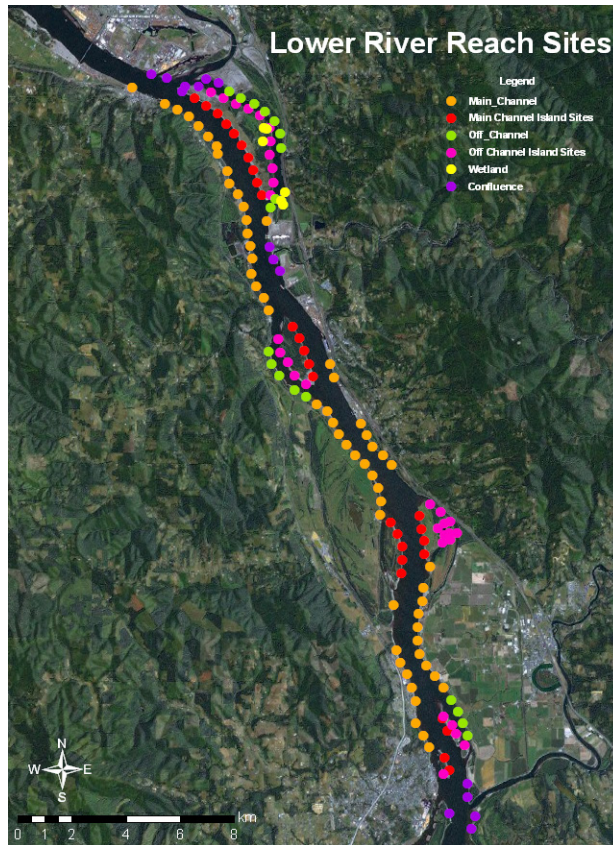 Lower River Reach Sites
Legend
Main_Channel
Main Channel Island Sites
Off_Channel
Off Channel Island Sites
Wetland
Confluence
N
W E
S
km
0 2 4 6 8